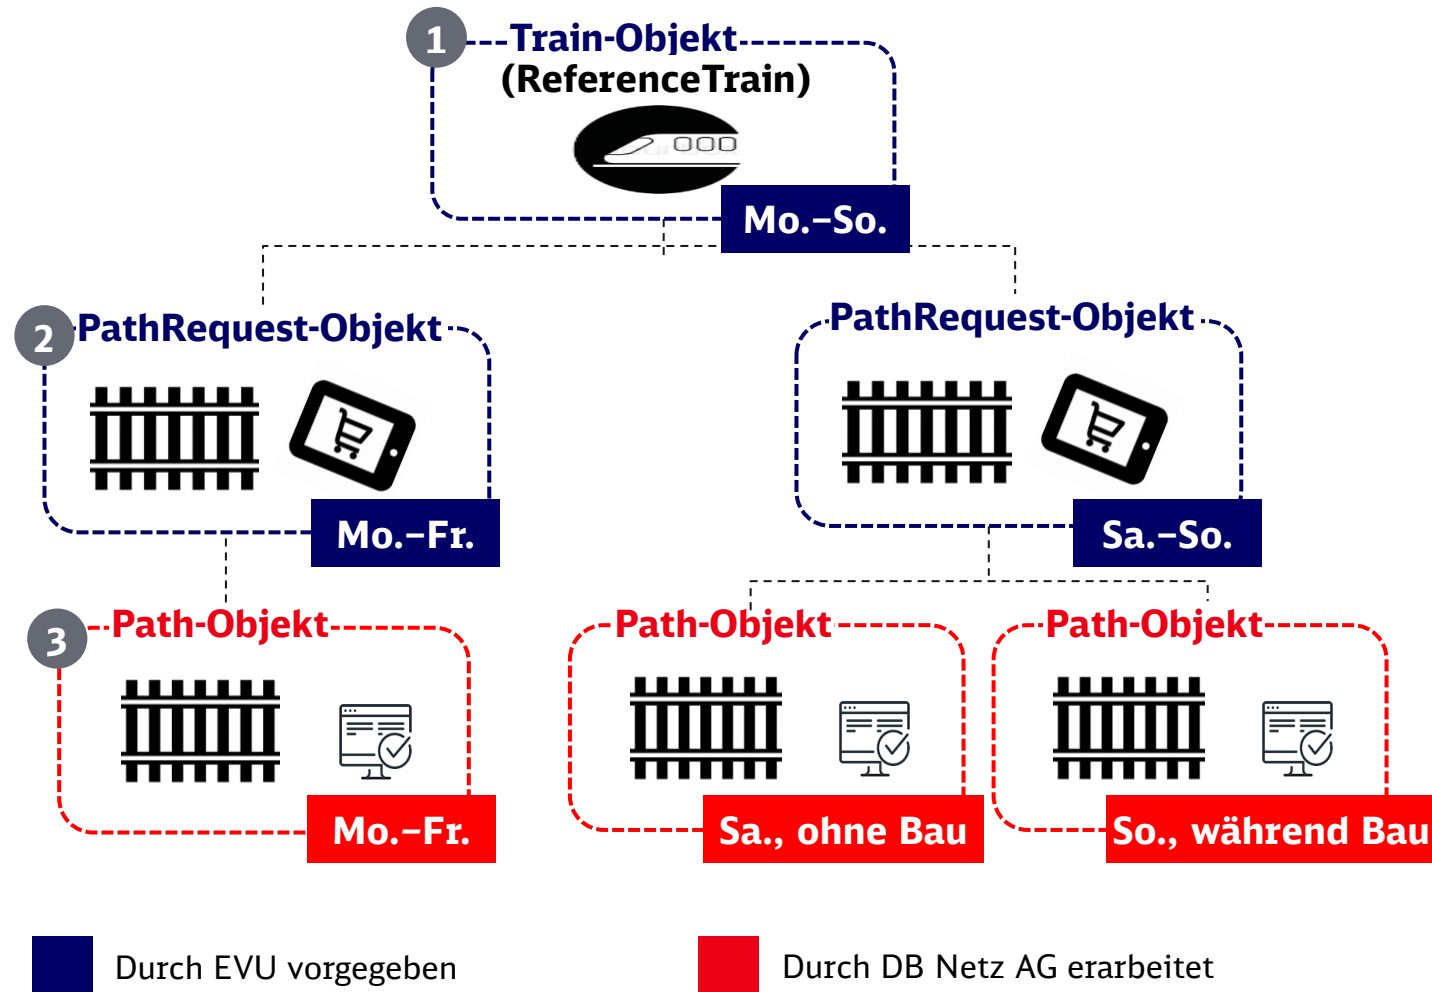 1
Train-Objekt
(ReferenceTrain)
Mo.–So.
2
PathRequest-Objekt
PathRequest-Objekt
Mo.–Fr.
Sa.–So.
3
Path-Objekt
Path-Objekt
Path-Objekt
Mo.–Fr.
Sa., ohne Bau
So., während Bau
Durch EVU vorgegeben
Durch DB Netz AG erarbeitet